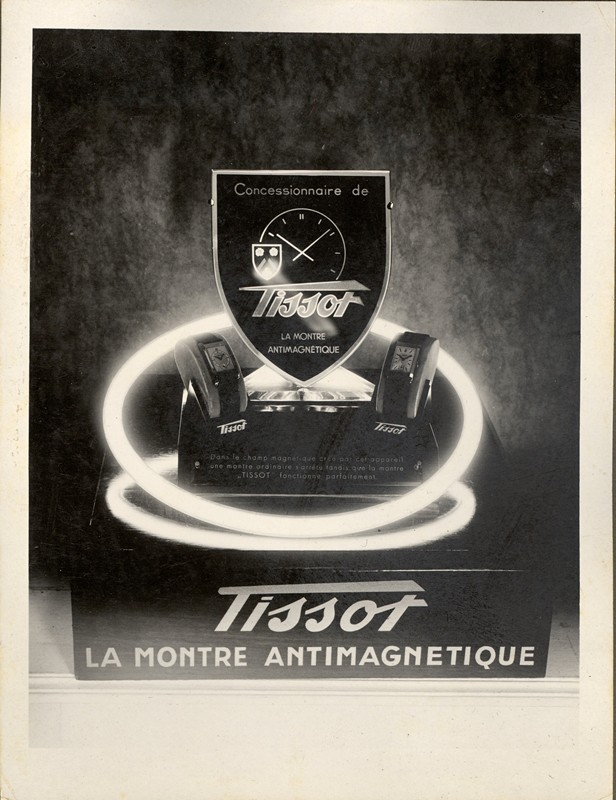 Concessionnaire de
Tissot
LA MONTRE
ANTIMAGNÉTIQUE
Tissot
Tissot
Dans le champ magnétique créé par cet appareil
une montre ordinaire s'arrête tandis que la montre
"TISSOT" fonctionne parfaitement.
Tissot
LA MONTRE ANTIMAGNETIQUE